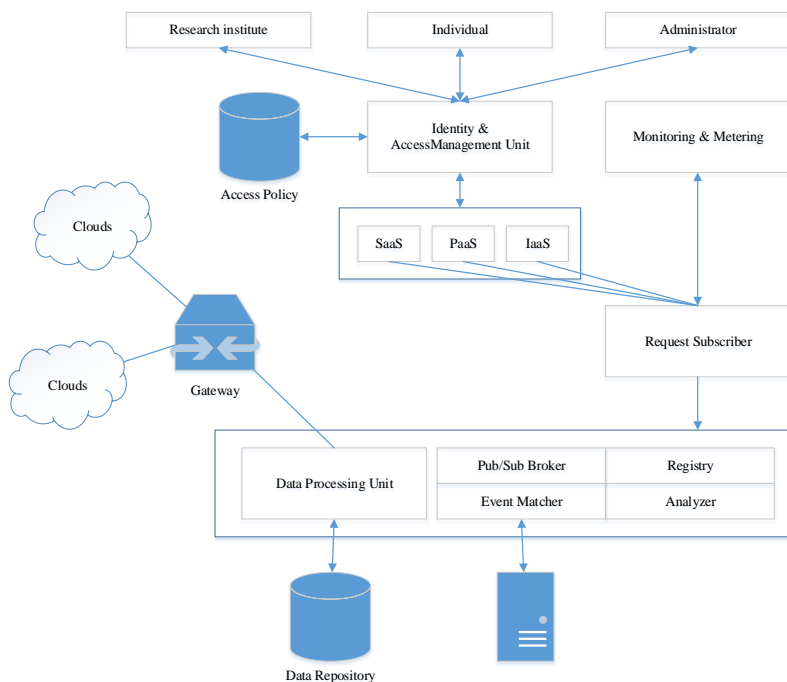 Research institute
Individual
Administrator
Identity &
AccessManagement Unit
Monitoring & Metering
Access Policy
Clouds
SaaS
PaaS
IaaS
Request Subscriber
Clouds
Gateway
Pub/Sub Broker
Registry
Data Processing Unit
Event Matcher
Analyzer
Data Repository